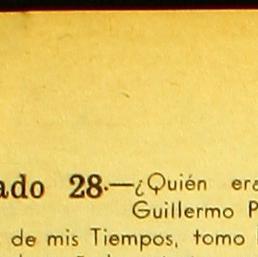 ado 28.—¿Quién era
Guillermo P
de mis Tiempos, tomo